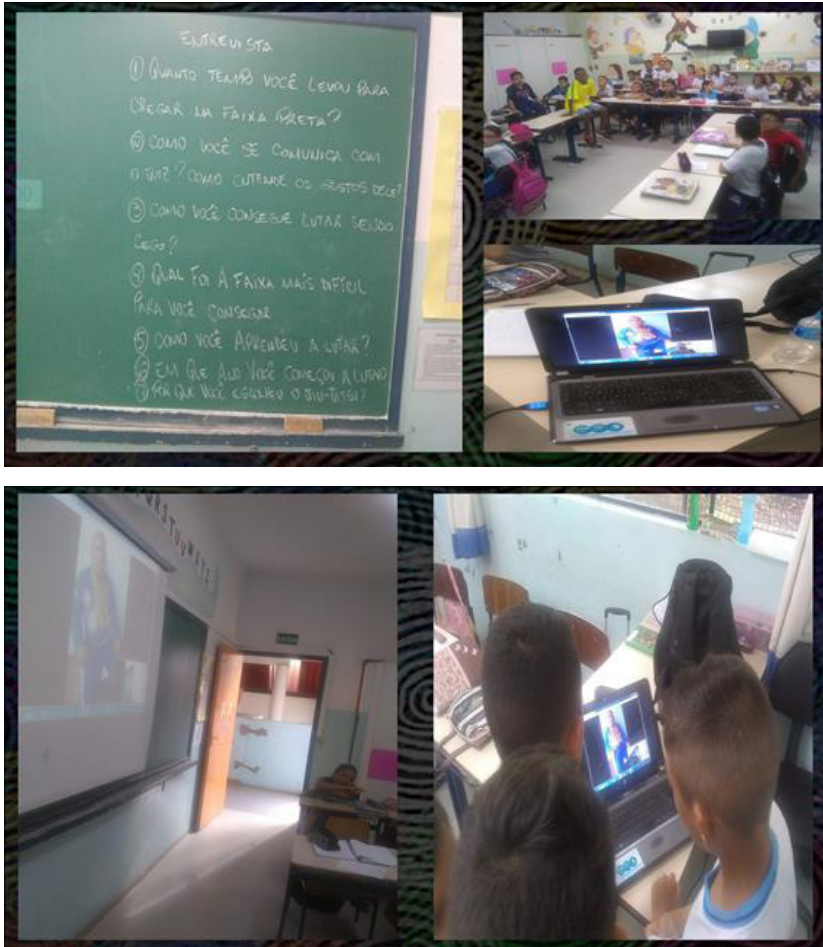 ENTREVISTA
① QUANTO TEMPO VOCÊ LEVOU PARA
CHEGAR NA FAIXA PRETA?
② COMO VOCÊ SE COMUNICA COM
O JUIZ? COMO ENTENDE OS GESTOS DELE?
③ COMO VOCÊ CONSEGUE LUTAR SENDO
CEGO?
④ QUAL FOI A FAIXA MAIS DIFÍCIL
PARA VOCÊ CONSEGUIR
⑤ COMO VOCÊ APRENDEU A LUTAR?
⑥ EM QUE ANO VOCÊ COMEÇOU A LUTAR?
⑦ POR QUE VOCÊ ESCOLHEU O JIU-JITSU?